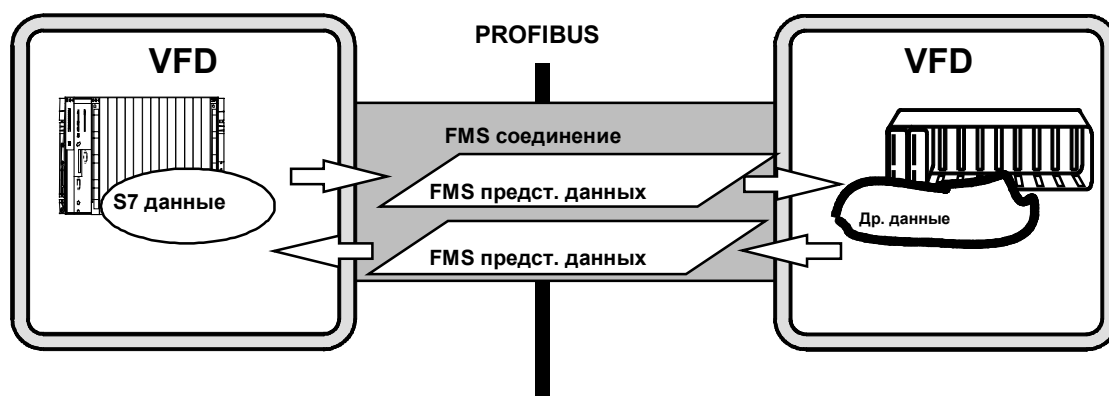 PROFIBUS
VFD
VFD
FMS соединение
FMS предст. данных
S7 данные
Др. данные
FMS предст. данных